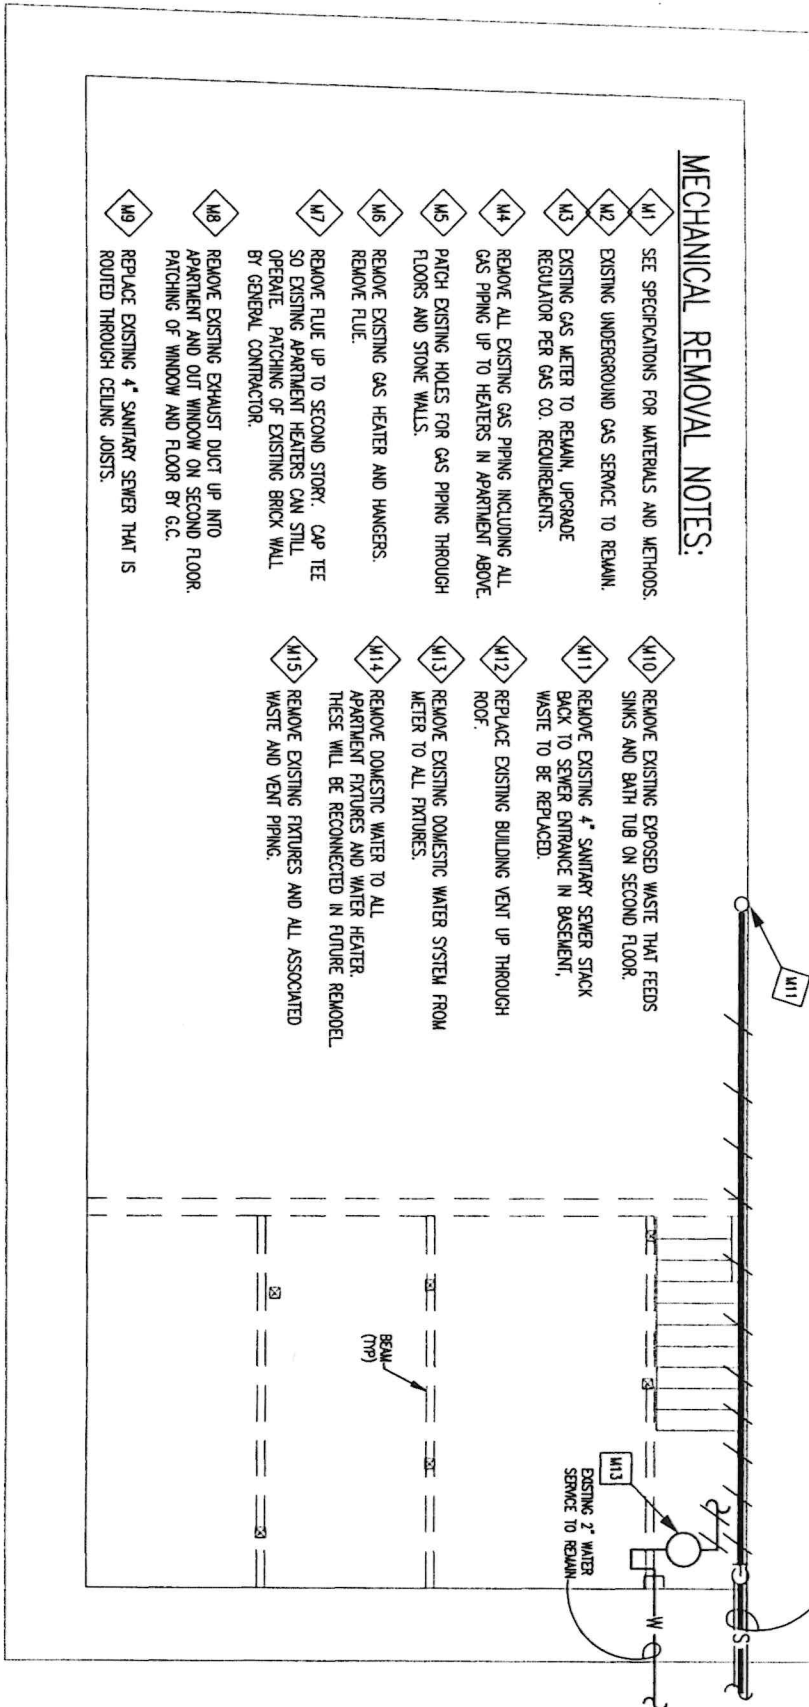 MECHANICAL REMOVAL NOTES:
M1 SEE SPECIFICATIONS FOR MATERIALS AND METHODS.
M2 EXISTING UNDERGROUND GAS SERVICE TO REMAIN.
M3 EXISTING GAS METER TO REMAIN, UPGRADE
REGULATOR PER GAS CO. REQUIREMENTS.
M4 REMOVE ALL EXISTING GAS PIPING INCLUDING ALL
GAS PIPING UP TO HEATERS IN APARTMENT ABOVE.
M5 PATCH EXISTING HOLES FOR GAS PIPING THROUGH
FLOORS AND STONE WALLS.
M6 REMOVE EXISTING GAS HEATER AND HANGERS.
REMOVE FLUE.
M7 REMOVE FLUE UP TO SECOND STORY. CAP TEE
SO EXISTING APARTMENT HEATERS CAN STILL
OPERATE. PATCHING OF EXISTING BRICK WALL
BY GENERAL CONTRACTOR.
M8 REMOVE EXISTING EXHAUST DUCT UP INTO
APARTMENT AND OUT WINDOW ON SECOND FLOOR.
PATCHING OF WINDOW AND FLOOR BY G.C.
M9 REPLACE EXISTING 4" SANITARY SEWER THAT IS
ROUTED THROUGH CEILING JOISTS.
M10 REMOVE EXISTING EXPOSED WASTE THAT FEEDS
SINKS AND BATH TUB ON SECOND FLOOR.
M11 REMOVE EXISTING 4" SANITARY SEWER STACK
BACK TO SEWER ENTRANCE IN BASEMENT,
WASTE TO BE REPLACED.
M12 REPLACE EXISTING BUILDING VENT UP THROUGH
ROOF.
M13 REMOVE EXISTING DOMESTIC WATER SYSTEM FROM
METER TO ALL FIXTURES.
M14 REMOVE DOMESTIC WATER TO ALL
APARTMENT FIXTURES AND WATER HEATER.
THESE WILL BE RECONNECTED IN FUTURE REMODEL.
M15 REMOVE EXISTING FIXTURES AND ALL ASSOCIATED
WASTE AND VENT PIPING.
M11
BEAM
(TYP)
M13
EXISTING 2" WATER
SERVICE TO REMAIN
W
S